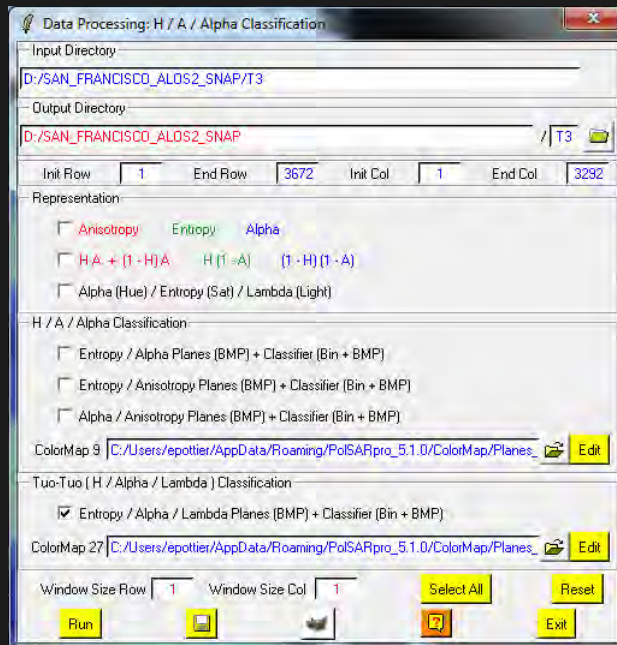 Data Processing: H / A / Alpha Classification
Input Directory
D:/SAN_FRANCISCO_ALOS2_SNAP/T3
Output Directory
D:/SAN_FRANCISCO_ALOS2_SNAP / T3
Init Row 1 End Row 3672 Init Col 1 End Col 3292
Representation
Anisotropy Entropy Alpha
H A + (1 - H) A H (1 - A) (1 - H) (1 - A)
Alpha (Hue) / Entropy (Sat) / Lambda (Light)
H / A / Alpha Classification
Entropy / Alpha Planes (BMP) + Classifier (Bin + BMP)
Entropy / Anisotropy Planes (BMP) + Classifier (Bin + BMP)
Alpha / Anisotropy Planes (BMP) + Classifier (Bin + BMP)
ColorMap 9 C:/Users/epottier/AppData/Roaming/PolSARpro_5.1.0/ColorMap/Planes_ Edit
Tuo-Tuo ( H / Alpha / Lambda ) Classification
Entropy / Alpha / Lambda Planes (BMP) + Classifier (Bin + BMP)
ColorMap 27 C:/Users/epottier/AppData/Roaming/PolSARpro_5.1.0/ColorMap/Planes_ Edit
Window Size Row 1 Window Size Col 1 Select All Reset
Run ? Exit